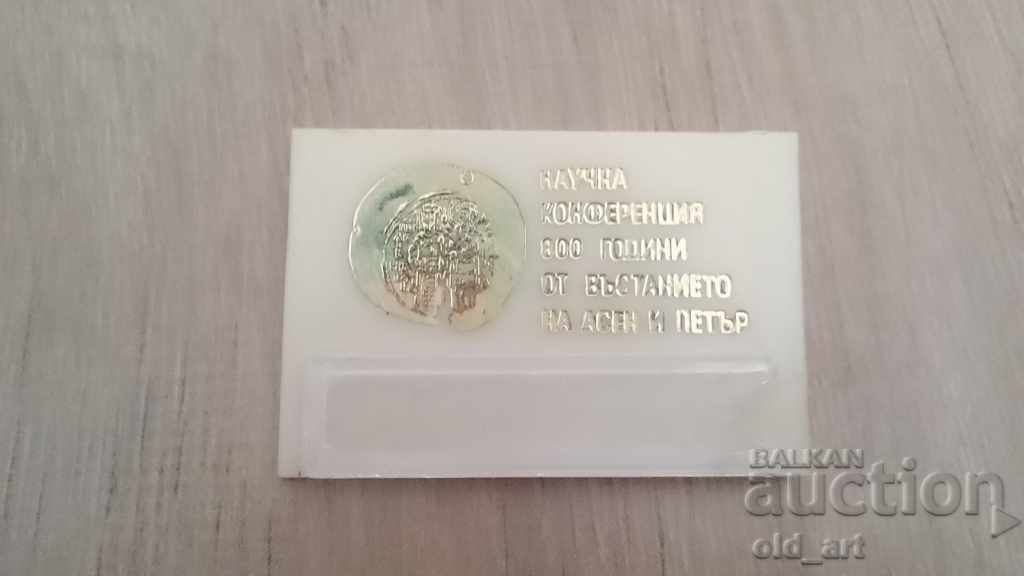 НАУЧНА
КОНФЕРЕНЦИЯ
800 ГОДИНИ
ОТ ВЪСТАНИЕТО
НА АСЕН И ПЕТЪР
BALKAN
auction
old_art